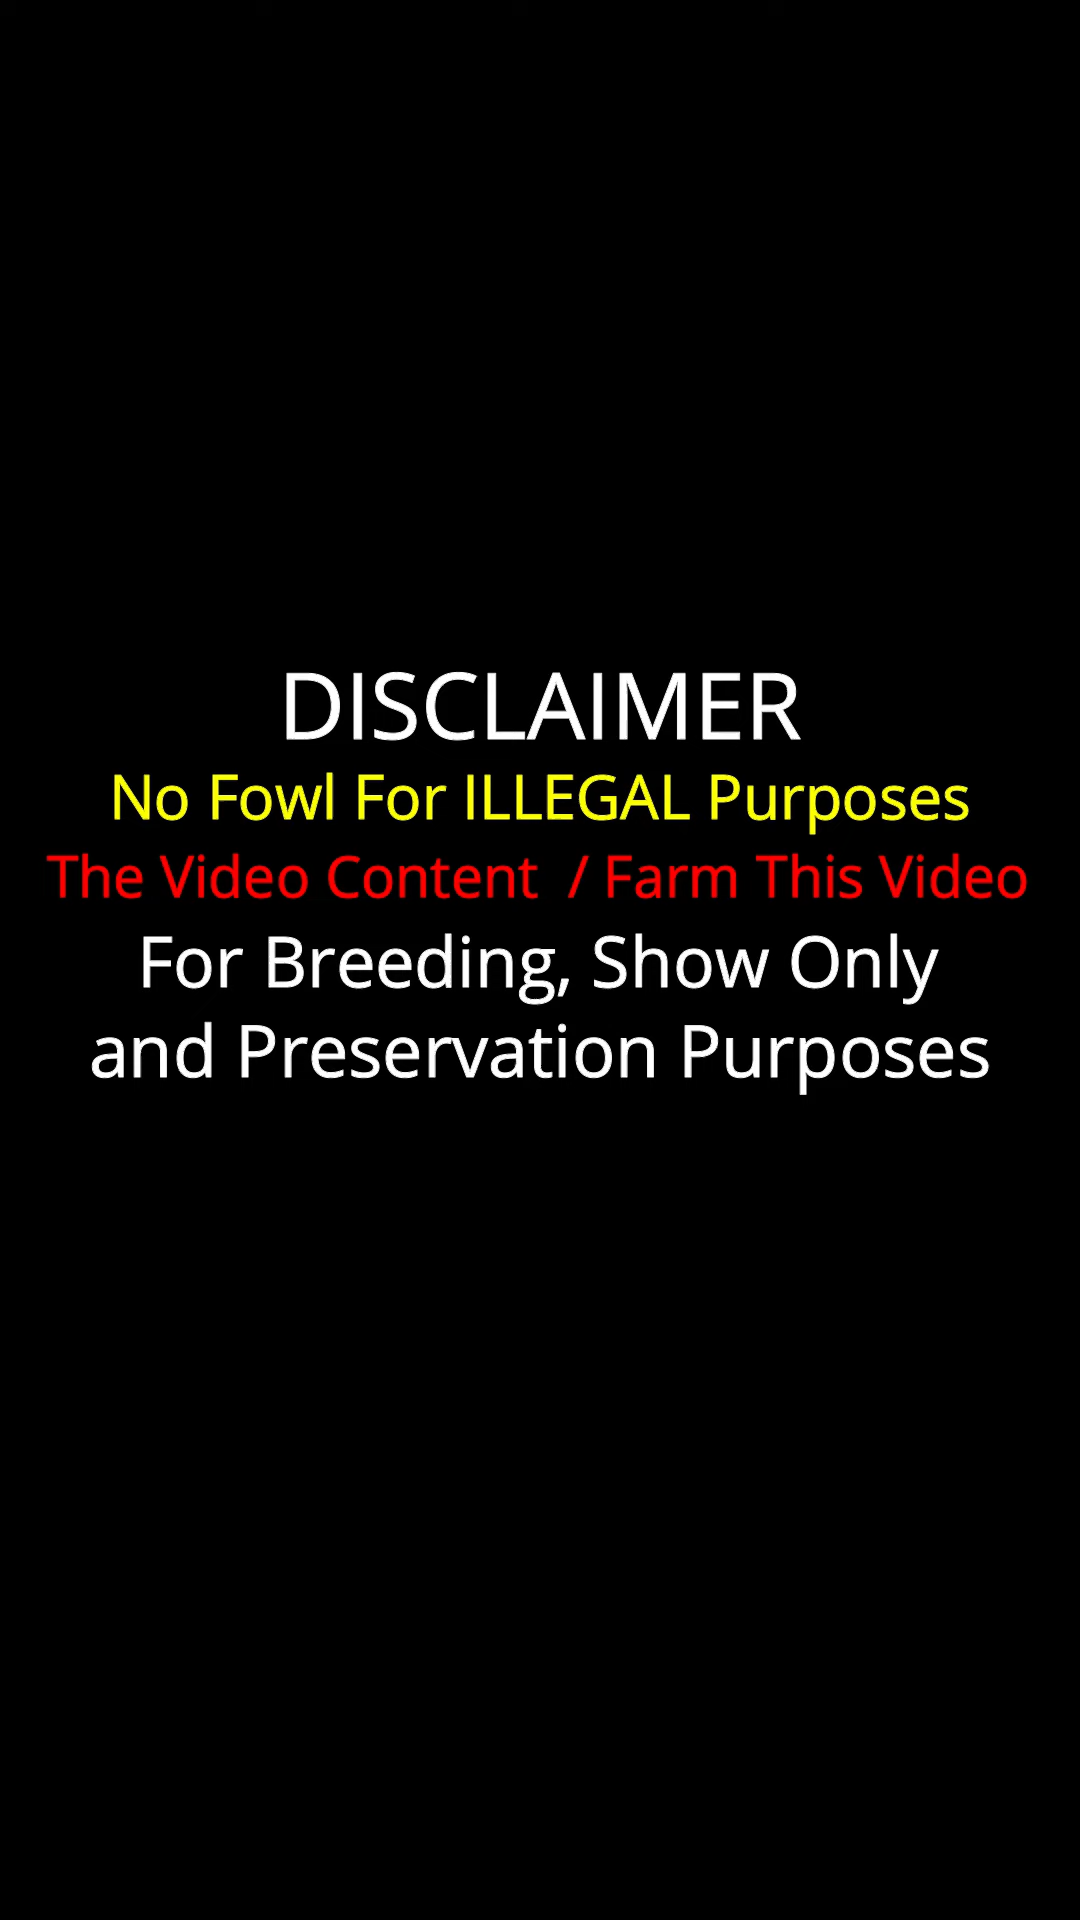 DISCLAIMER
No Fowl For ILLEGAL Purposes
The Video Content / Farm This Video
For Breeding, Show Only
and Preservation Purposes